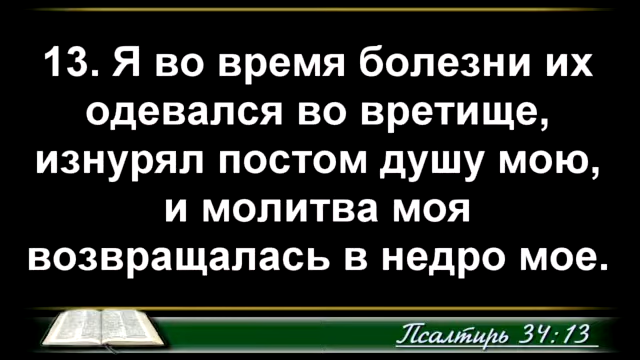 13. Я во время болезни их
одевался во вретище,
изнурял постом душу мою,
и молитва моя
возвращалась в недро мое.
Псалтирь 34:13